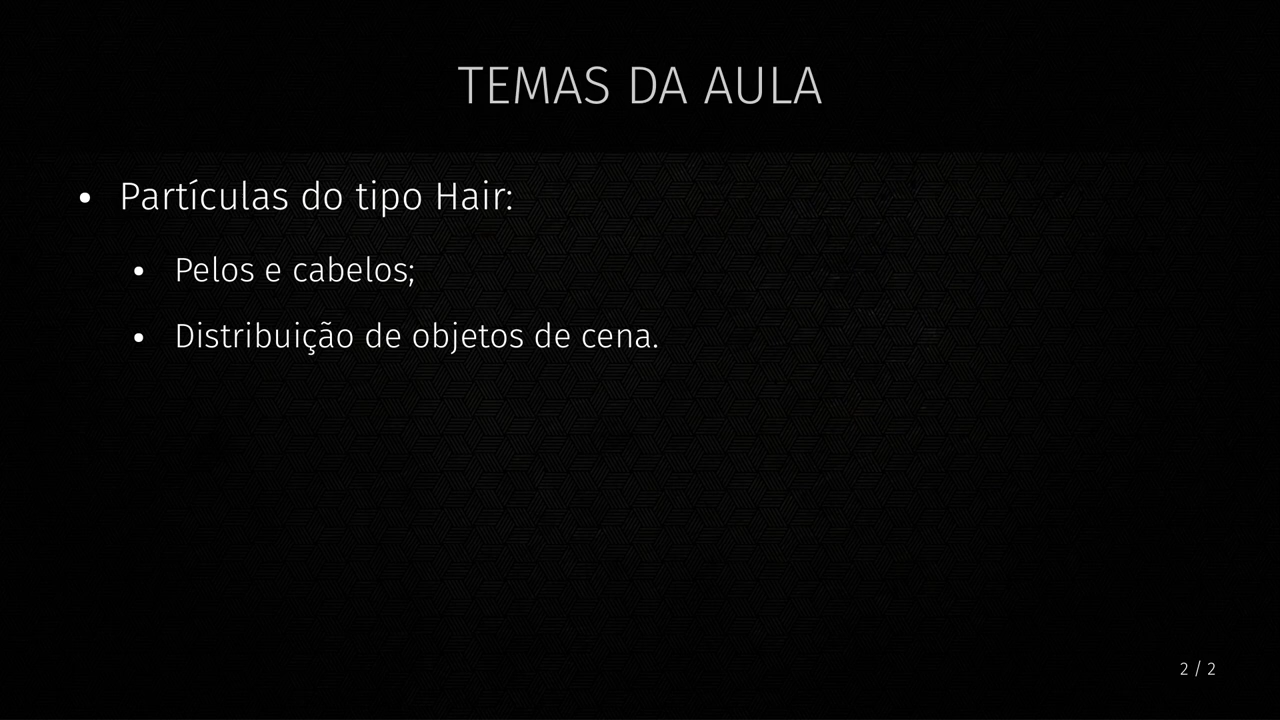 TEMAS DA AULA
• Partículas do tipo Hair:
• Pelos e cabelos;
• Distribuição de objetos de cena.
2 / 2